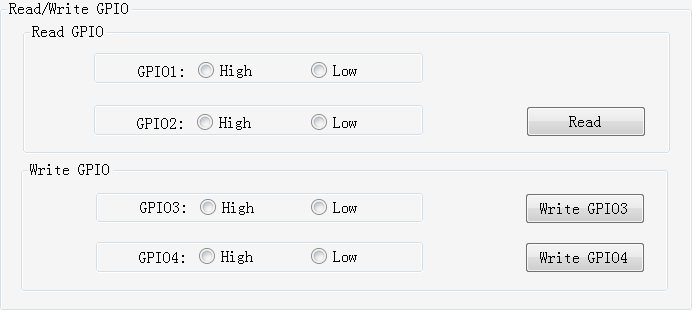 Read/Write GPIO
Read GPIO
GPIO1: High Low
GPIO2: High Low Read
Write GPIO
GPIO3: High Low Write GPIO3
GPIO4: High Low Write GPIO4